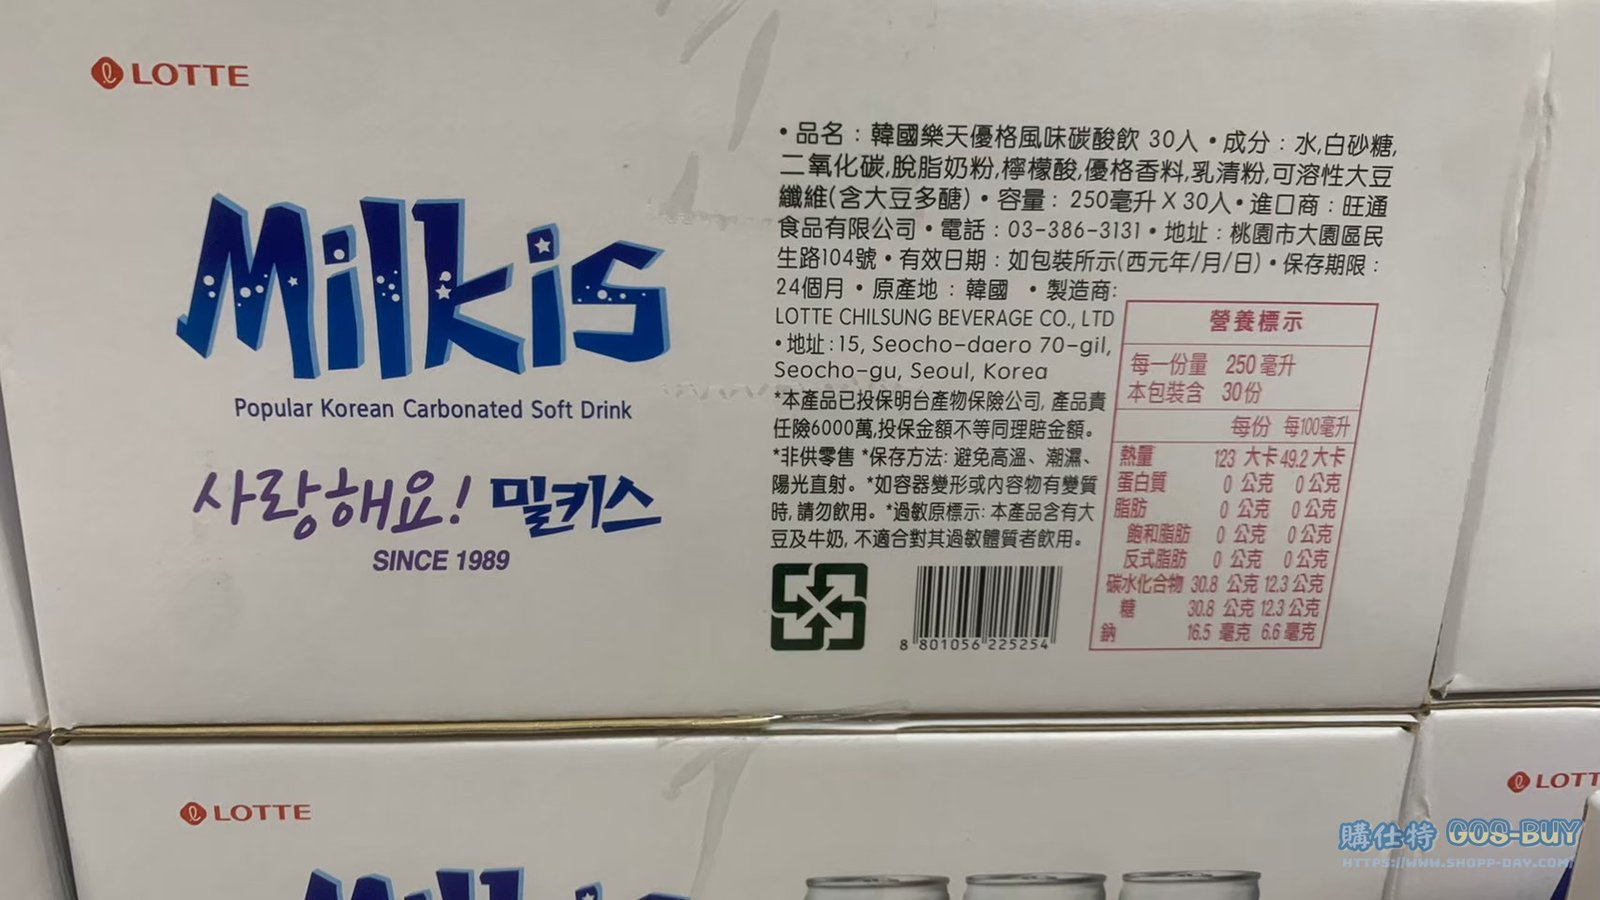 LOTTE
Milkis
Popular Korean Carbonated Soft Drink
사랑해요! 밀키스
SINCE 1989
•品名：韓國樂天優格風味碳酸飲 30入•成分：水,白砂糖,
二氧化碳,脫脂奶粉,檸檬酸,優格香料,乳清粉,可溶性大豆
纖維(含大豆多醣)•容量：250毫升X30入•進口商：旺通
食品有限公司•電話：03-386-3131•地址：桃園市大園區民
生路104號•有效日期：如包裝所示(西元年/月/日)•保存期限：
24個月•原產地：韓國 •製造商:
LOTTE CHILSUNG BEVERAGE CO., LTD
•地址:15, Seocho-daero 70-gil,
Seocho-gu, Seoul, Korea
*本產品已投保明台產物保險公司, 產品責
任險6000萬,投保金額不等同理賠金額。
*非供零售 *保存方法: 避免高溫、潮濕、
陽光直射。*如容器變形或內容物有變質
時, 請勿飲用。*過敏原標示: 本產品含有大
豆及牛奶, 不適合對其過敏體質者飲用。
8 801056 225254
營養標示
每一份量 250毫升
本包裝含 30份
每份 每100毫升
熱量 123 大卡 49.2 大卡
蛋白質 0 公克 0 公克
脂肪 0 公克 0 公克
飽和脂肪 0 公克 0 公克
反式脂肪 0 公克 0 公克
碳水化合物 30.8 公克 12.3 公克
糖 30.8 公克 12.3 公克
鈉 16.5 毫克 6.6 毫克
LOTTE
LOTT
Milkis
購仕特 GOS-BUY
HTTPS://WWW.SHOPP-DAY.COM/